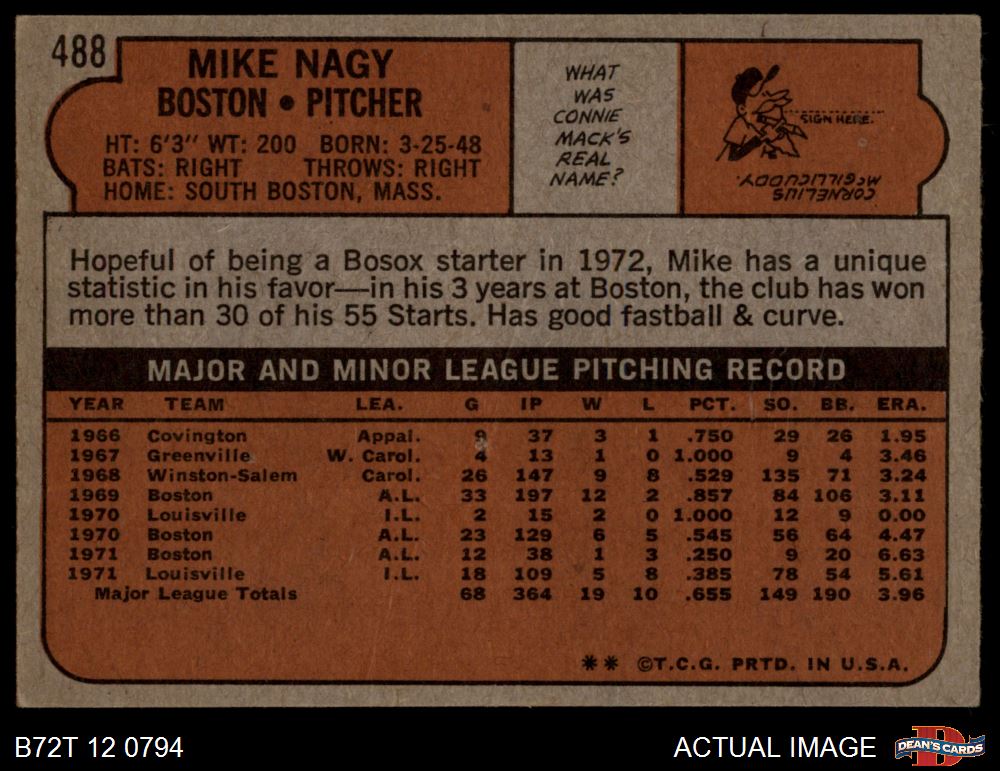 488
MIKE NAGY
BOSTON • PITCHER
HT: 6'3" WT: 200 BORN: 3-25-48
BATS: RIGHT THROWS: RIGHT
HOME: SOUTH BOSTON, MASS.
WHAT
WAS
CONNIE
MACK'S
REAL
NAME?
SIGN HERE.
CORNELIUS
McGILLICUDDY.
Hopeful of being a Bosox starter in 1972, Mike has a unique
statistic in his favor—in his 3 years at Boston, the club has won
more than 30 of his 55 Starts. Has good fastball & curve.
MAJOR AND MINOR LEAGUE PITCHING RECORD
YEAR TEAM LEA. G IP W L PCT. SO. BB. ERA.
1966 Covington Appal. 9 37 3 1 .750 29 26 1.95
1967 Greenville W. Carol. 4 13 1 0 1.000 9 4 3.46
1968 Winston-Salem Carol. 26 147 9 8 .529 135 71 3.24
1969 Boston A.L. 33 197 12 2 .857 84 106 3.11
1970 Louisville I.L. 2 15 2 0 1.000 12 9 0.00
1970 Boston A.L. 23 129 6 5 .545 56 64 4.47
1971 Boston A.L. 12 38 1 3 .250 9 20 6.63
1971 Louisville I.L. 18 109 5 8 .385 78 54 5.61
Major League Totals 68 364 19 10 .655 149 190 3.96
** ©T.C.G. PRTD. IN U.S.A.
B72T 12 0794
ACTUAL IMAGE
DEAN'S CARDS